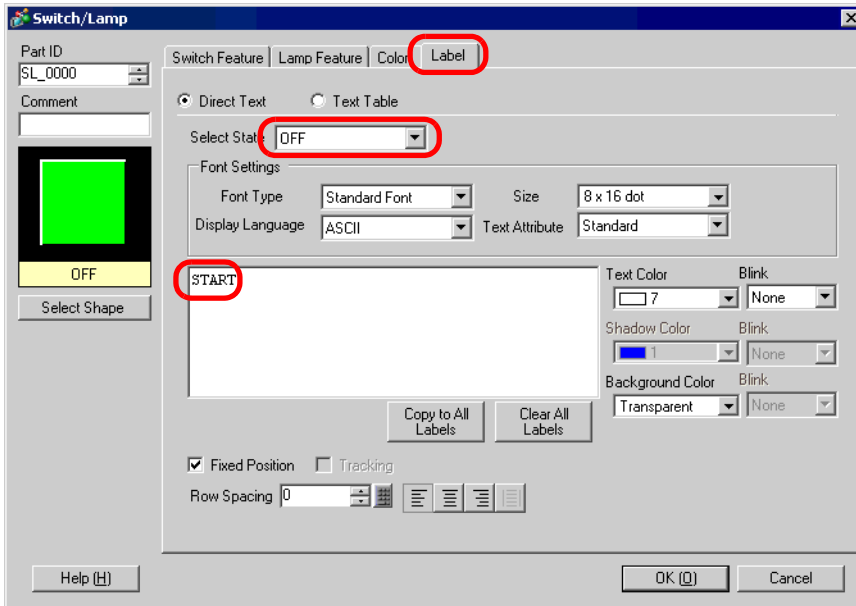 Switch/Lamp
Part ID
SL_0000
Comment
OFF
Select Shape
Switch Feature Lamp Feature Color Label
Direct Text Text Table
Select State OFF
Font Settings
Font Type Standard Font Size 8 x 16 dot
Display Language ASCII Text Attribute Standard
START
Text Color Blink
7 None
Shadow Color Blink
1 None
Background Color Blink
Transparent None
Copy to All Labels
Clear All Labels
Fixed Position Tracking
Row Spacing 0
Help (H) OK (O) Cancel